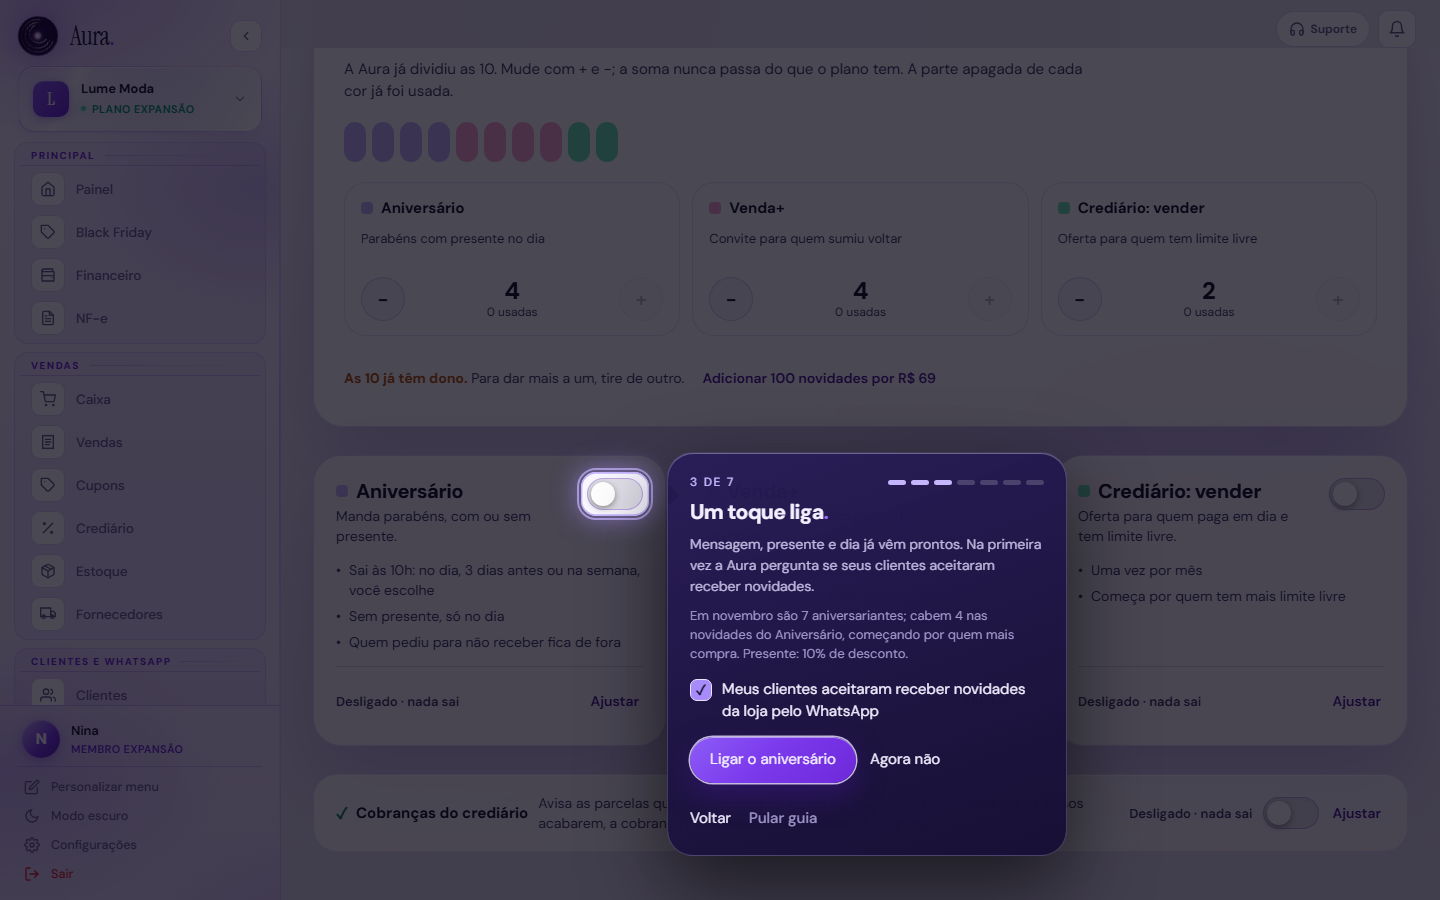 Aura.
Suporte
Lume Moda
PLANO EXPANSÃO
PRINCIPAL
Painel
Black Friday
Financeiro
NF-e
VENDAS
Caixa
Vendas
Cupons
Crediário
Estoque
Fornecedores
CLIENTES E WHATSAPP
Clientes
N
Nina
MEMBRO EXPANSÃO
Personalizar menu
Modo escuro
Configurações
Sair
L
A Aura já dividiu as 10. Mude com + e −; a soma nunca passa do que o plano tem. A parte apagada de cada
cor já foi usada.
Aniversário
Parabéns com presente no dia
− 4 +
0 usadas
Venda+
Convite para quem sumiu voltar
− 4 +
0 usadas
Crediário: vender
Oferta para quem tem limite livre
− 2 +
0 usadas
As 10 já têm dono. Para dar mais a um, tire de outro. Adicionar 100 novidades por R$ 69
Aniversário
Manda parabéns, com ou sem
presente.
• Sai às 10h: no dia, 3 dias antes ou na semana,
você escolhe
• Sem presente, só no dia
• Quem pediu para não receber fica de fora
Desligado · nada sai Ajustar
3 DE 7
Um toque liga.
Mensagem, presente e dia já vêm prontos. Na primeira
vez a Aura pergunta se seus clientes aceitaram
receber novidades.
Em novembro são 7 aniversariantes; cabem 4 nas
novidades do Aniversário, começando por quem mais
compra. Presente: 10% de desconto.
✓ Meus clientes aceitaram receber novidades
da loja pelo WhatsApp
Ligar o aniversário Agora não
Voltar Pular guia
Crediário: vender
Oferta para quem paga em dia e
tem limite livre.
• Uma vez por mês
• Começa por quem tem mais limite livre
Desligado · nada sai Ajustar
✓ Cobranças do crediário
Avisa as parcelas
acabarem, a cobran
Desligado · nada sai Ajustar